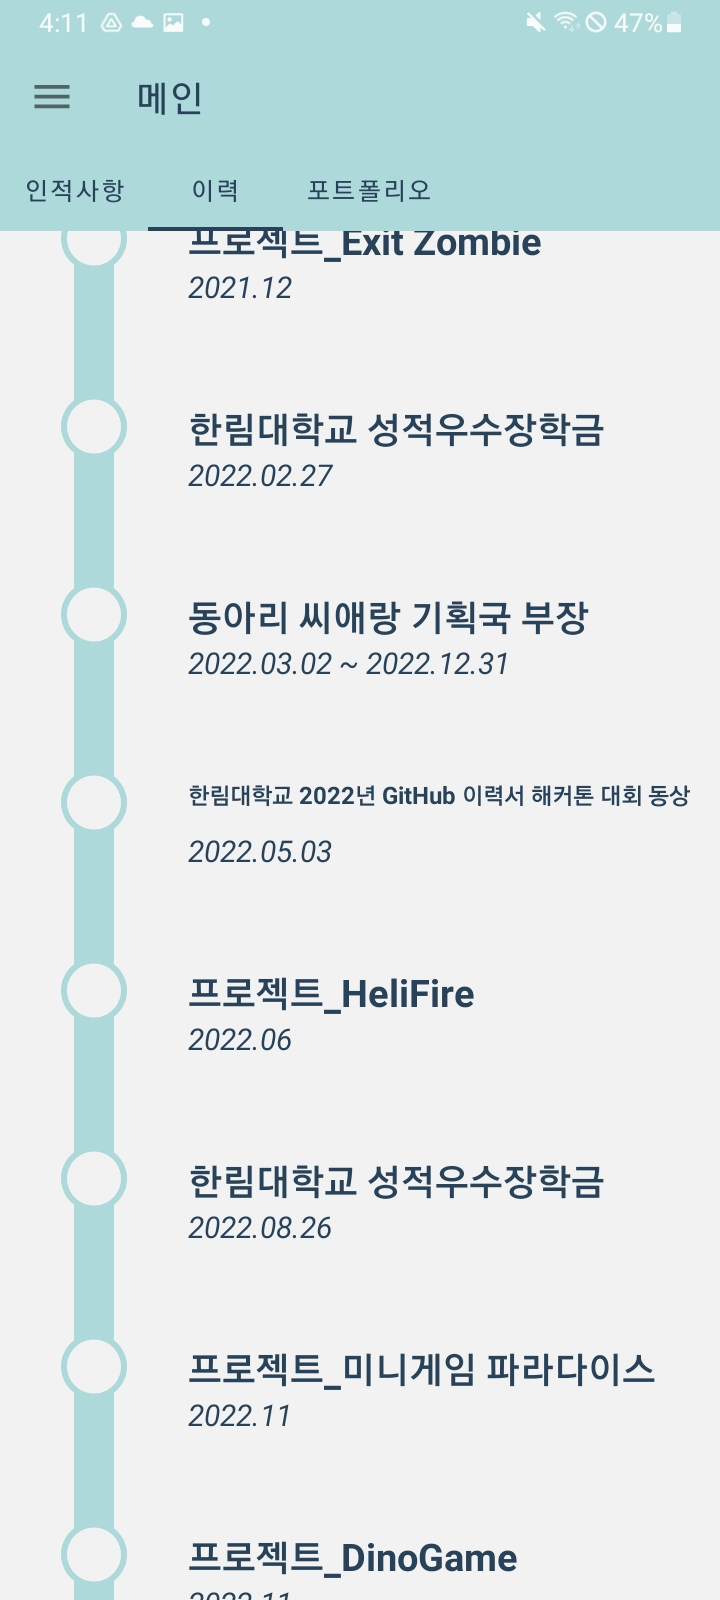 4:11
47%
메인
인적사항 이력 포트폴리오
프로젝트_Exit Zombie
2021.12
한림대학교 성적우수장학금
2022.02.27
동아리 씨애랑 기획국 부장
2022.03.02 ~ 2022.12.31
한림대학교 2022년 GitHub 이력서 해커톤 대회 동상
2022.05.03
프로젝트_HeliFire
2022.06
한림대학교 성적우수장학금
2022.08.26
프로젝트_미니게임 파라다이스
2022.11
프로젝트_DinoGame
2022.11